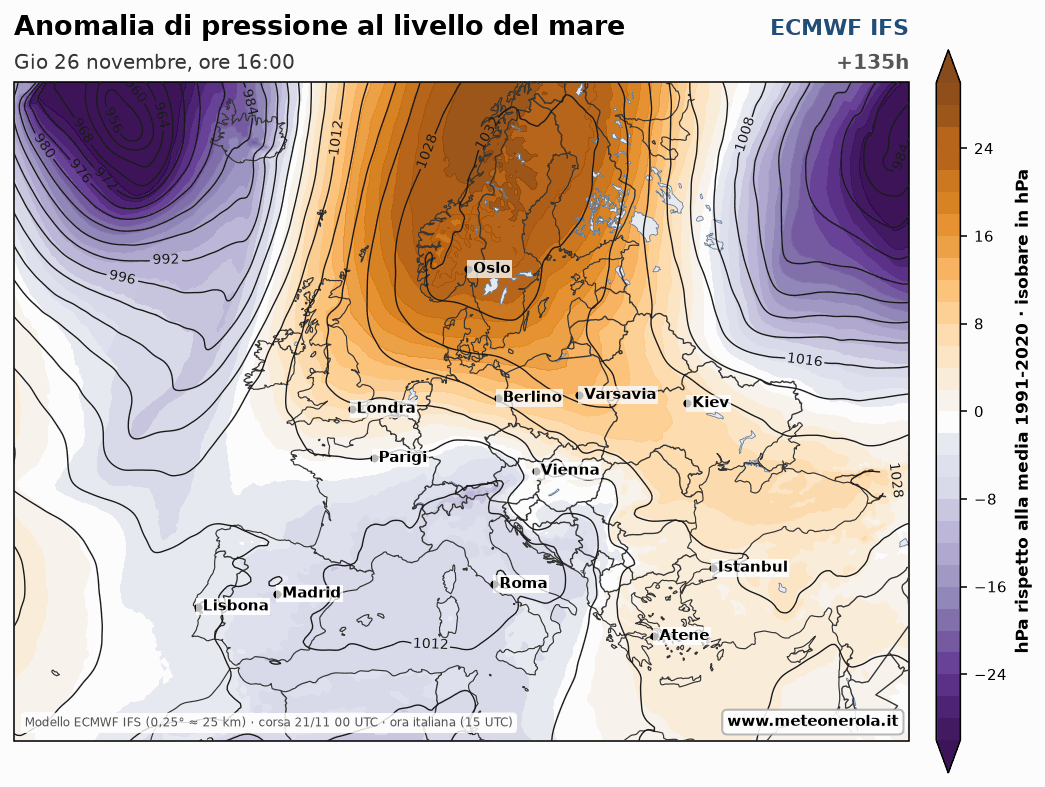 Anomalia di pressione al livello del mare
ECMWF IFS
Gio 26 novembre, ore 16:00
+135h
960
956
964
968
984
980
976
972
992
996
1012
1028
1032
1008
984
1016
1028
1012
Oslo
Londra
Berlino
Varsavia
Kiev
Parigi
Vienna
Lisbona
Madrid
Roma
Istanbul
Atene
24
16
8
0
−8
−16
−24
hPa rispetto alla media 1991-2020 · isobare in hPa
Modello ECMWF IFS (0,25° ≈ 25 km) · corsa 21/11 00 UTC · ora italiana (15 UTC)
www.meteonerola.it